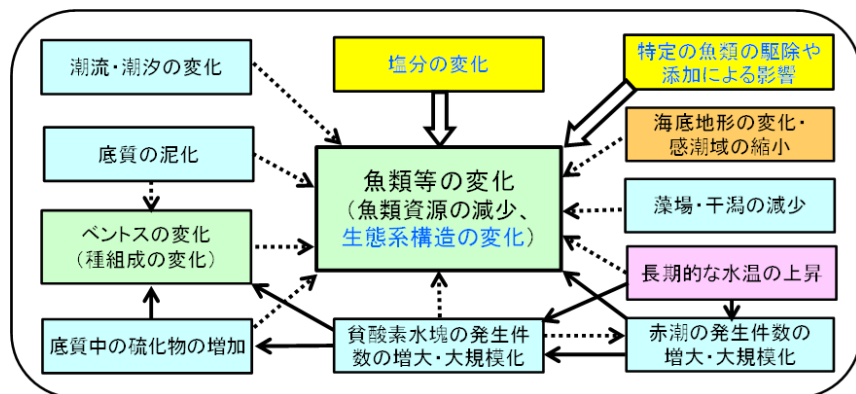 潮流・潮汐の変化
塩分の変化
特定の魚類の駆除や
添加による影響
海底地形の変化・
感潮域の縮小
底質の泥化
魚類等の変化
(魚類資源の減少、
生態系構造の変化)
藻場・干潟の減少
ベントスの変化
(種組成の変化)
長期的な水温の上昇
底質中の硫化物の増加
貧酸素水塊の発生件
数の増大・大規模化
赤潮の発生件数の
増大・大規模化